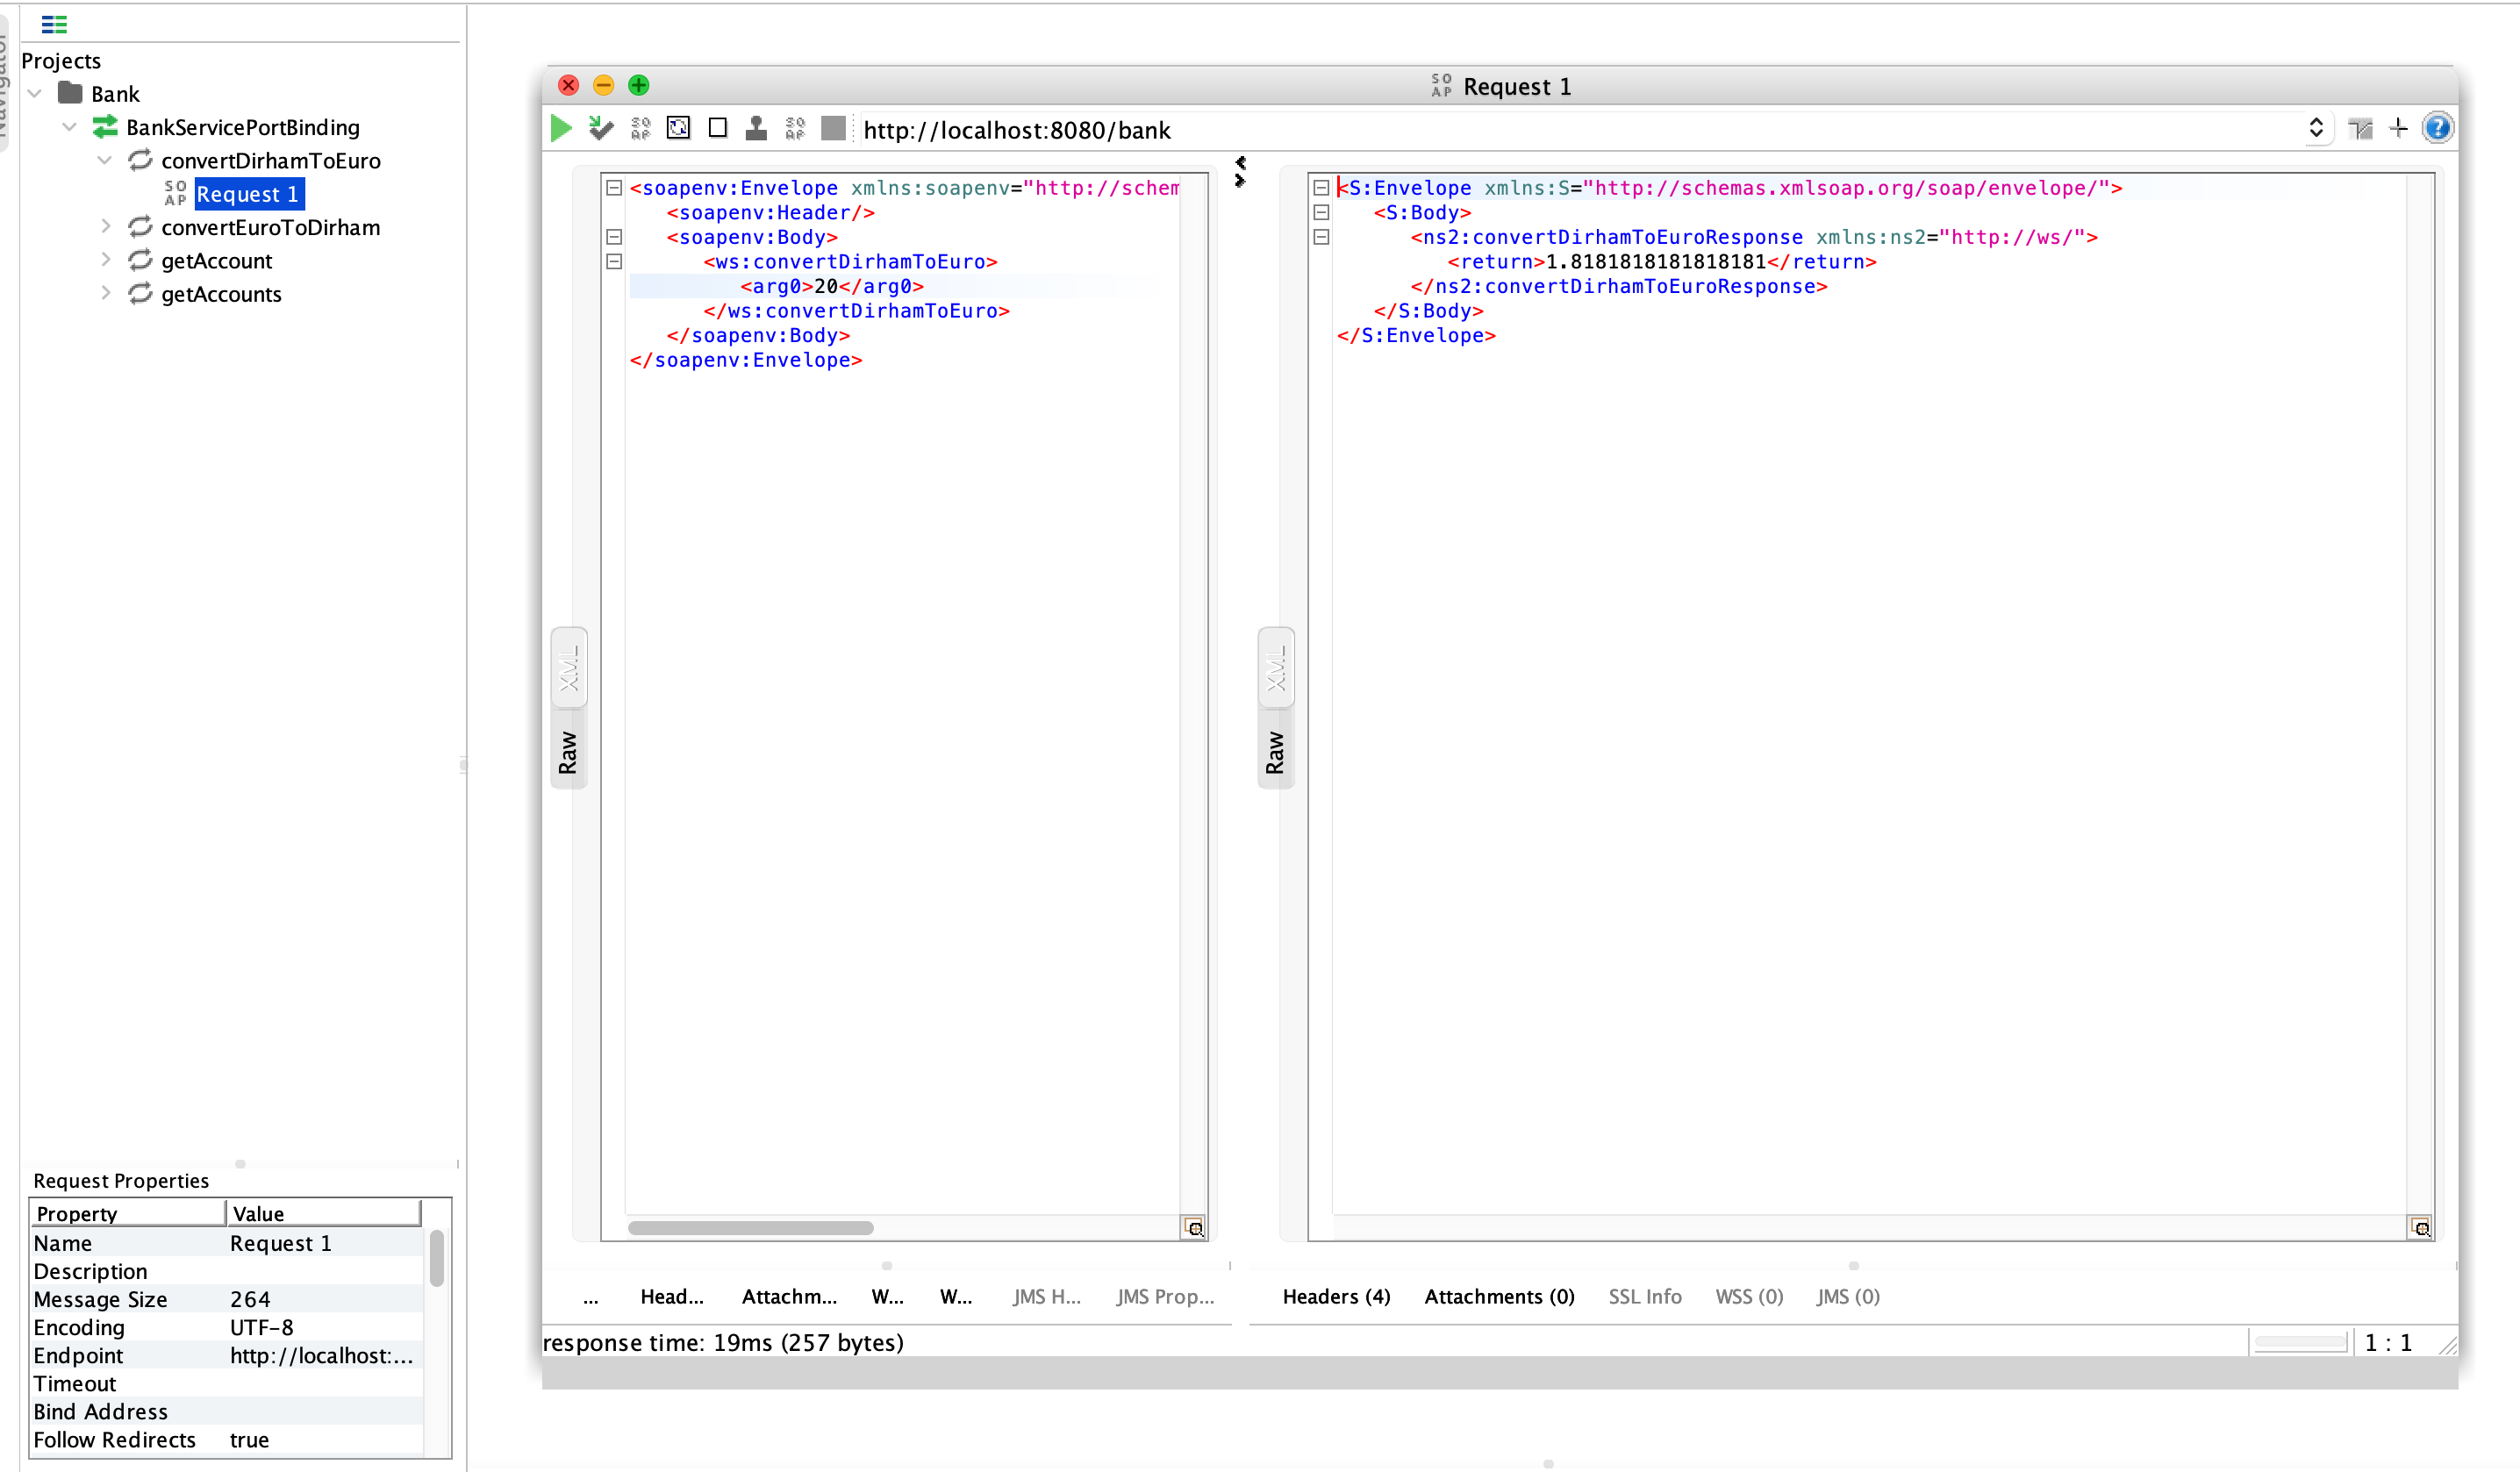 Navigator
Projects
Bank
BankServicePortBinding
convertDirhamToEuro
SOAP Request 1
convertEuroToDirham
getAccount
getAccounts
Request Properties
Property Value
Name Request 1
Description
Message Size 264
Encoding UTF-8
Endpoint http://localhost:...
Timeout
Bind Address
Follow Redirects true
SOAP Request 1
http://localhost:8080/bank
XML
Raw
<soapenv:Envelope xmlns:soapenv="http://schem
<soapenv:Header/>
<soapenv:Body>
<ws:convertDirhamToEuro>
<arg0>20</arg0>
</ws:convertDirhamToEuro>
</soapenv:Body>
</soapenv:Envelope>
... Head... Attachm... W... W... JMS H... JMS Prop...
XML
Raw
<S:Envelope xmlns:S="http://schemas.xmlsoap.org/soap/envelope/">
<S:Body>
<ns2:convertDirhamToEuroResponse xmlns:ns2="http://ws/">
<return>1.8181818181818181</return>
</ns2:convertDirhamToEuroResponse>
</S:Body>
</S:Envelope>
Headers (4) Attachments (0) SSL Info WSS (0) JMS (0)
response time: 19ms (257 bytes)
1 : 1